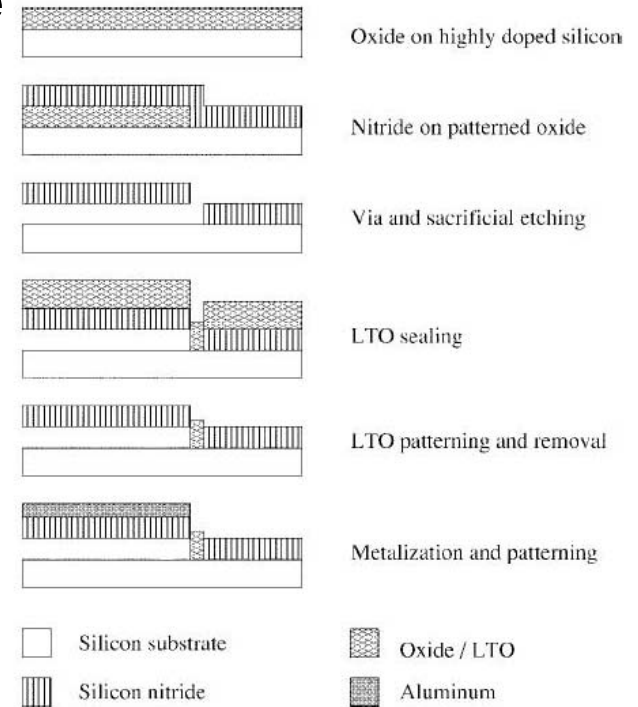 e
Oxide on highly doped silicon
Nitride on patterned oxide
Via and sacrificial etching
LTO sealing
LTO patterning and removal
Metalization and patterning
Silicon substrate
Oxide / LTO
Silicon nitride
Aluminum